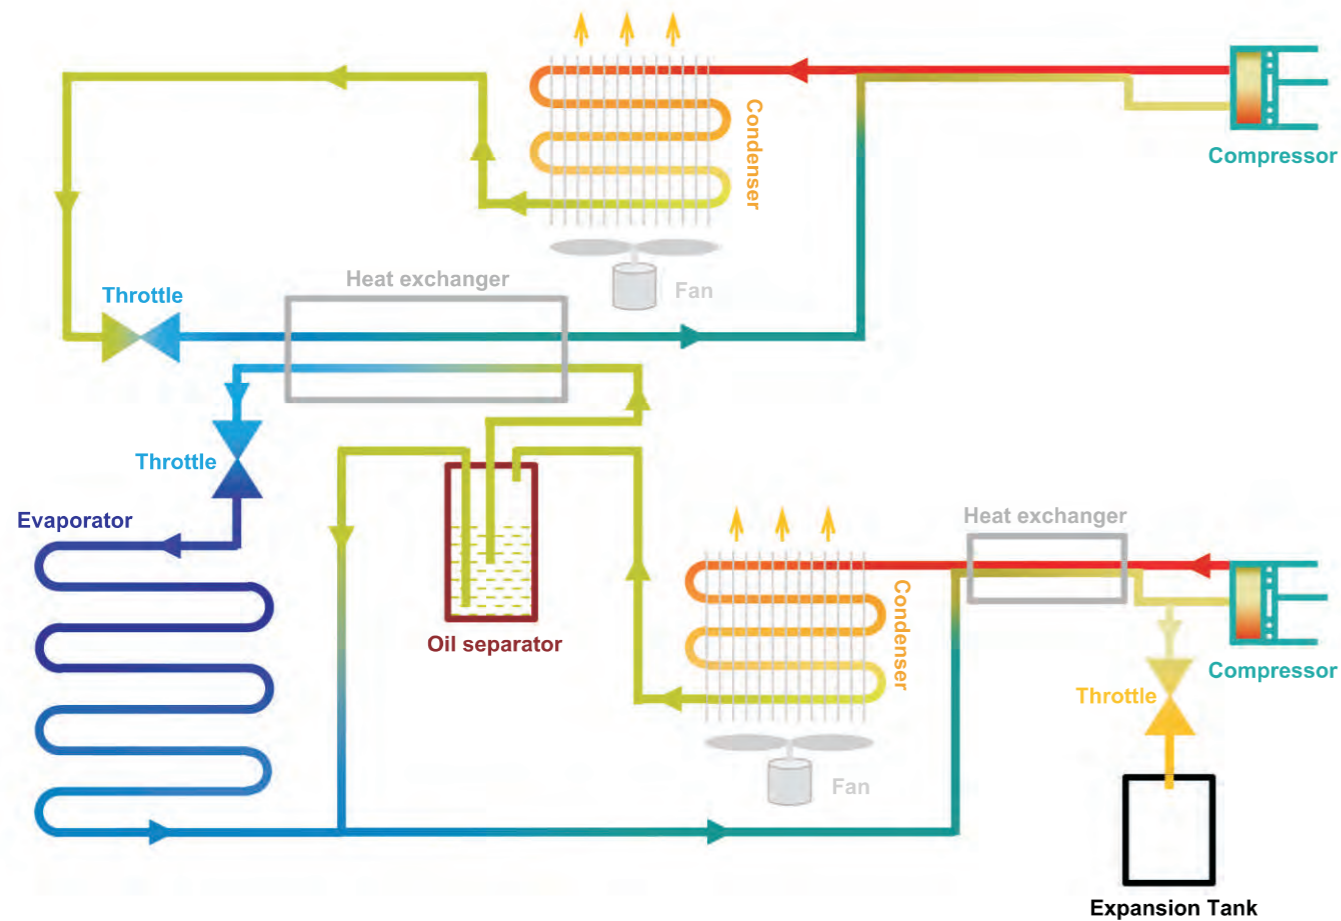 Condenser
Compressor
Heat exchanger
Fan
Throttle
Throttle
Evaporator
Heat exchanger
Condenser
Oil separator
Compressor
Throttle
Fan
Expansion Tank